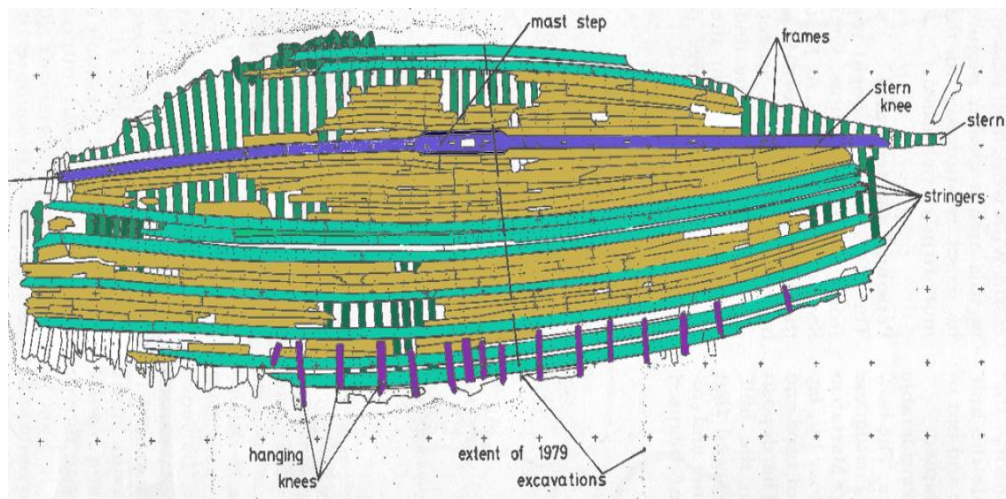 mast step
frames
stern
knee
stern
stringers
hanging
knees
extent of 1979
excavations